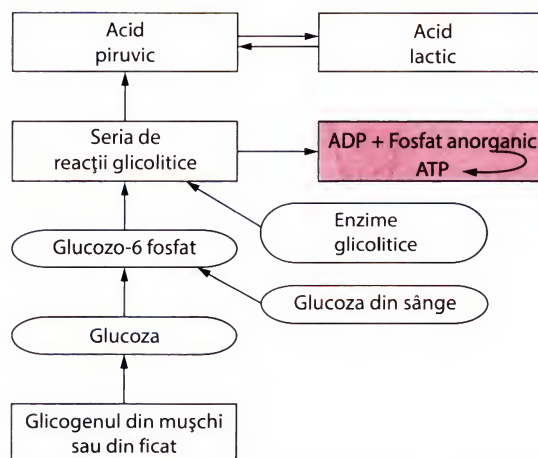 Acid
piruvic
Acid
lactic
Seria de
reacţii glicolitice
ADP + Fosfat anorganic
ATP
Enzime
glicolitice
Glucozo-6 fosfat
Glucoza din sânge
Glucoza
Glicogenul din muşchi
sau din ficat